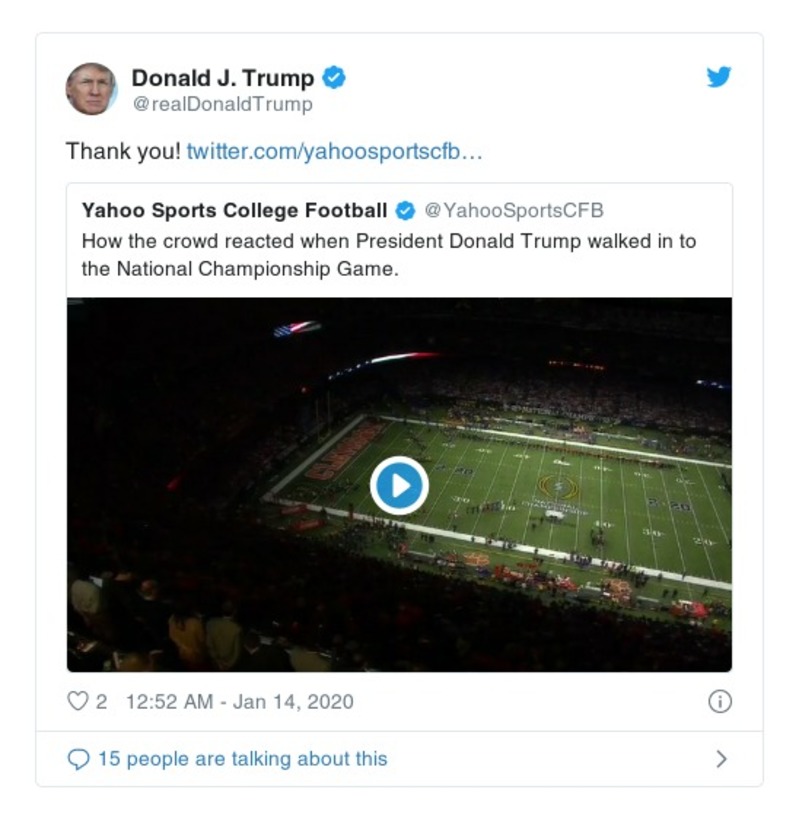 Donald J. Trump
@realDonaldTrump
Thank you! twitter.com/yahoosportscfb…
Yahoo Sports College Football @YahooSportsCFB
How the crowd reacted when President Donald Trump walked in to
the National Championship Game.
2 12:52 AM - Jan 14, 2020
15 people are talking about this